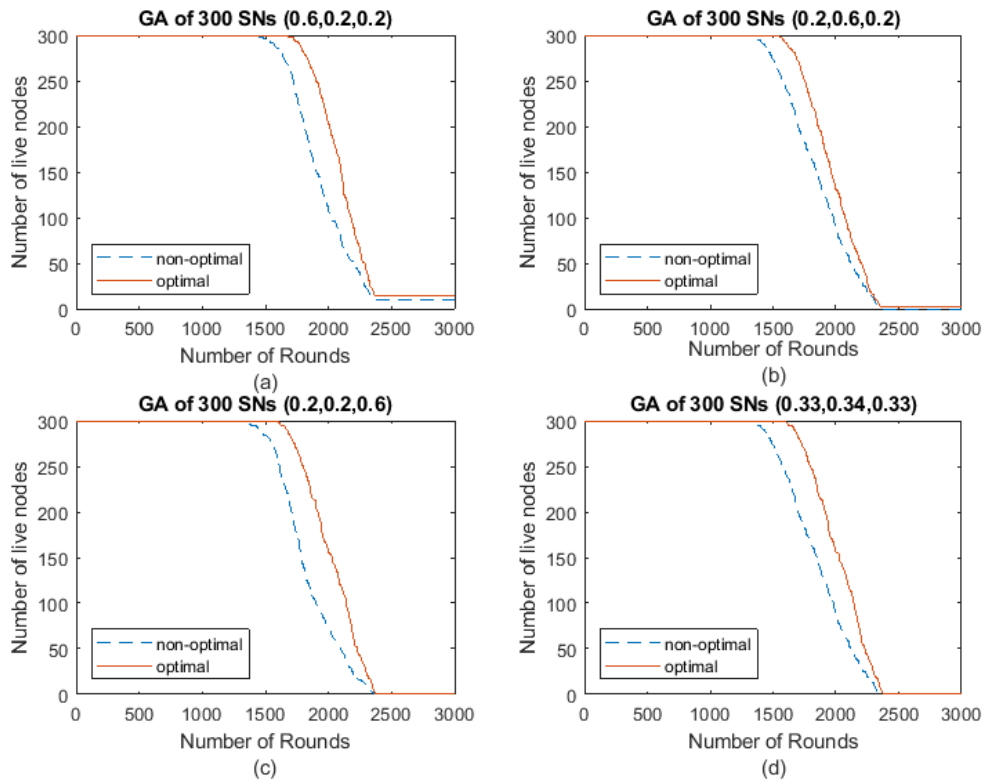 GA of 300 SNs (0.6,0.2,0.2)
Number of live nodes
300
250
200
150
100
50
0
non-optimal
optimal
0 500 1000 1500 2000 2500 3000
Number of Rounds
(a)
GA of 300 SNs (0.2,0.6,0.2)
Number of live nodes
300
250
200
150
100
50
0
non-optimal
optimal
0 500 1000 1500 2000 2500 3000
Number of Rounds
(b)
GA of 300 SNs (0.2,0.2,0.6)
Number of live nodes
300
250
200
150
100
50
0
non-optimal
optimal
0 500 1000 1500 2000 2500 3000
Number of Rounds
(c)
GA of 300 SNs (0.33,0.34,0.33)
Number of live nodes
300
250
200
150
100
50
0
non-optimal
optimal
0 500 1000 1500 2000 2500 3000
Number of Rounds
(d)